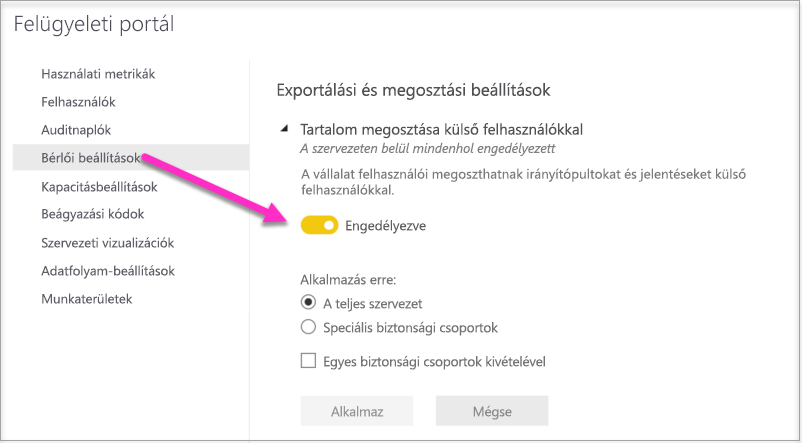 Felügyeleti portál
Használati metrikák
Felhasználók
Auditnaplók
Bérlői beállítások
Kapacitásbeállítások
Beágyazási kódok
Szervezeti vizualizációk
Adatfolyam-beállítások
Munkaterületek
Exportálási és megosztási beállítások
Tartalom megosztása külső felhasználókkal
A szervezeten belül mindenhol engedélyezett
A vállalat felhasználói megoszthatnak irányítópultokat és jelentéseket külső
felhasználókkal.
Engedélyezve
Alkalmazás erre:
A teljes szervezet
Speciális biztonsági csoportok
Egyes biztonsági csoportok kivételével
Alkalmaz
Mégse